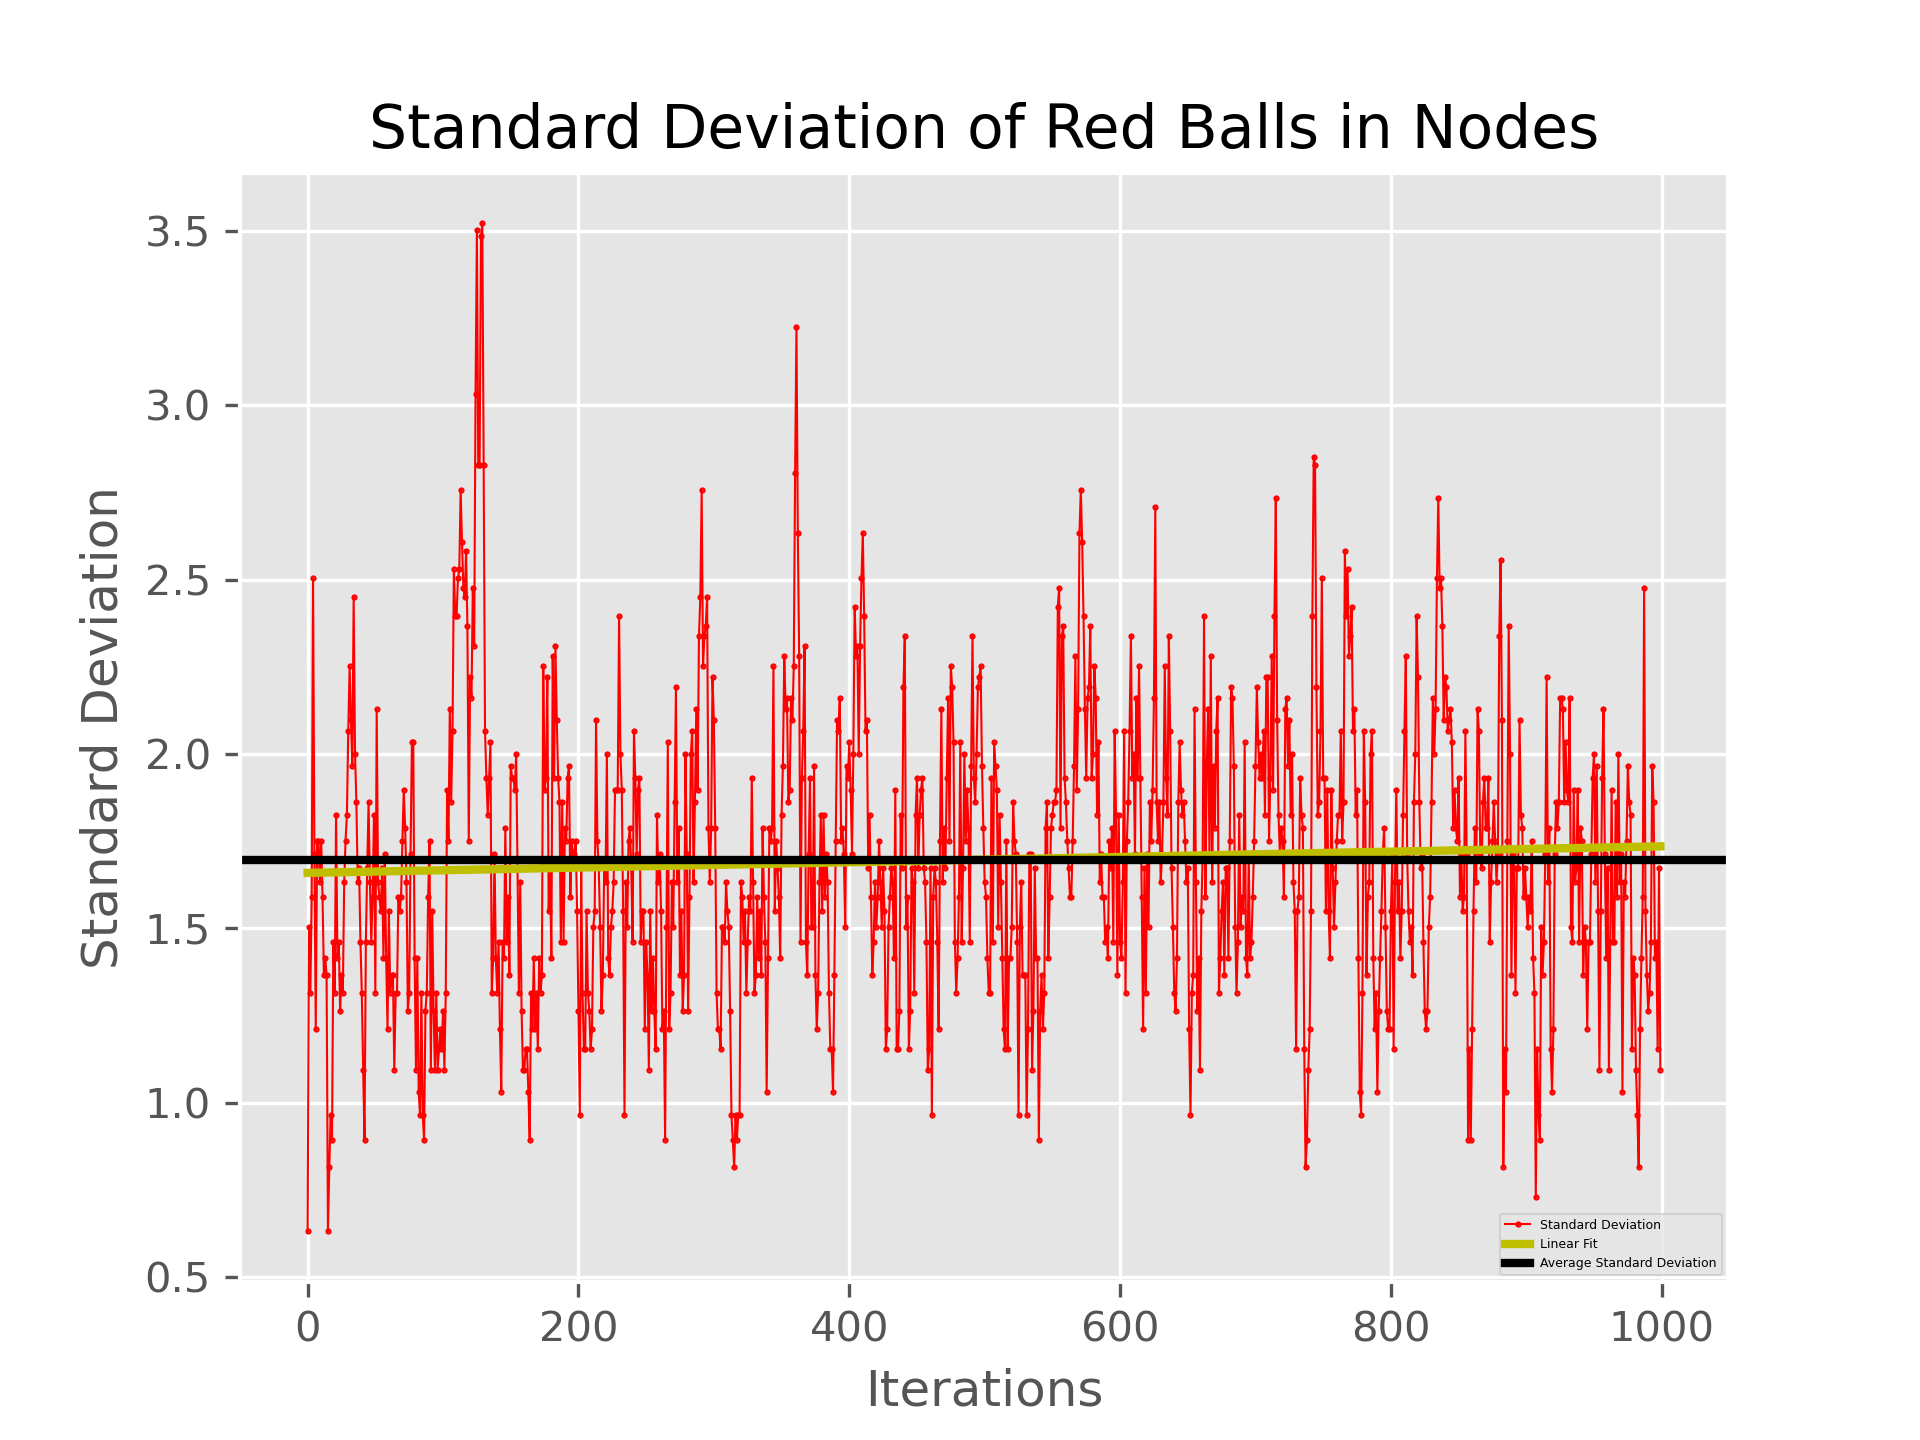 Standard Deviation of Red Balls in Nodes
Standard Deviation
3.5
3.0
2.5
2.0
1.5
1.0
0.5
Standard Deviation
Linear Fit
Average Standard Deviation
0 200 400 600 800 1000
Iterations